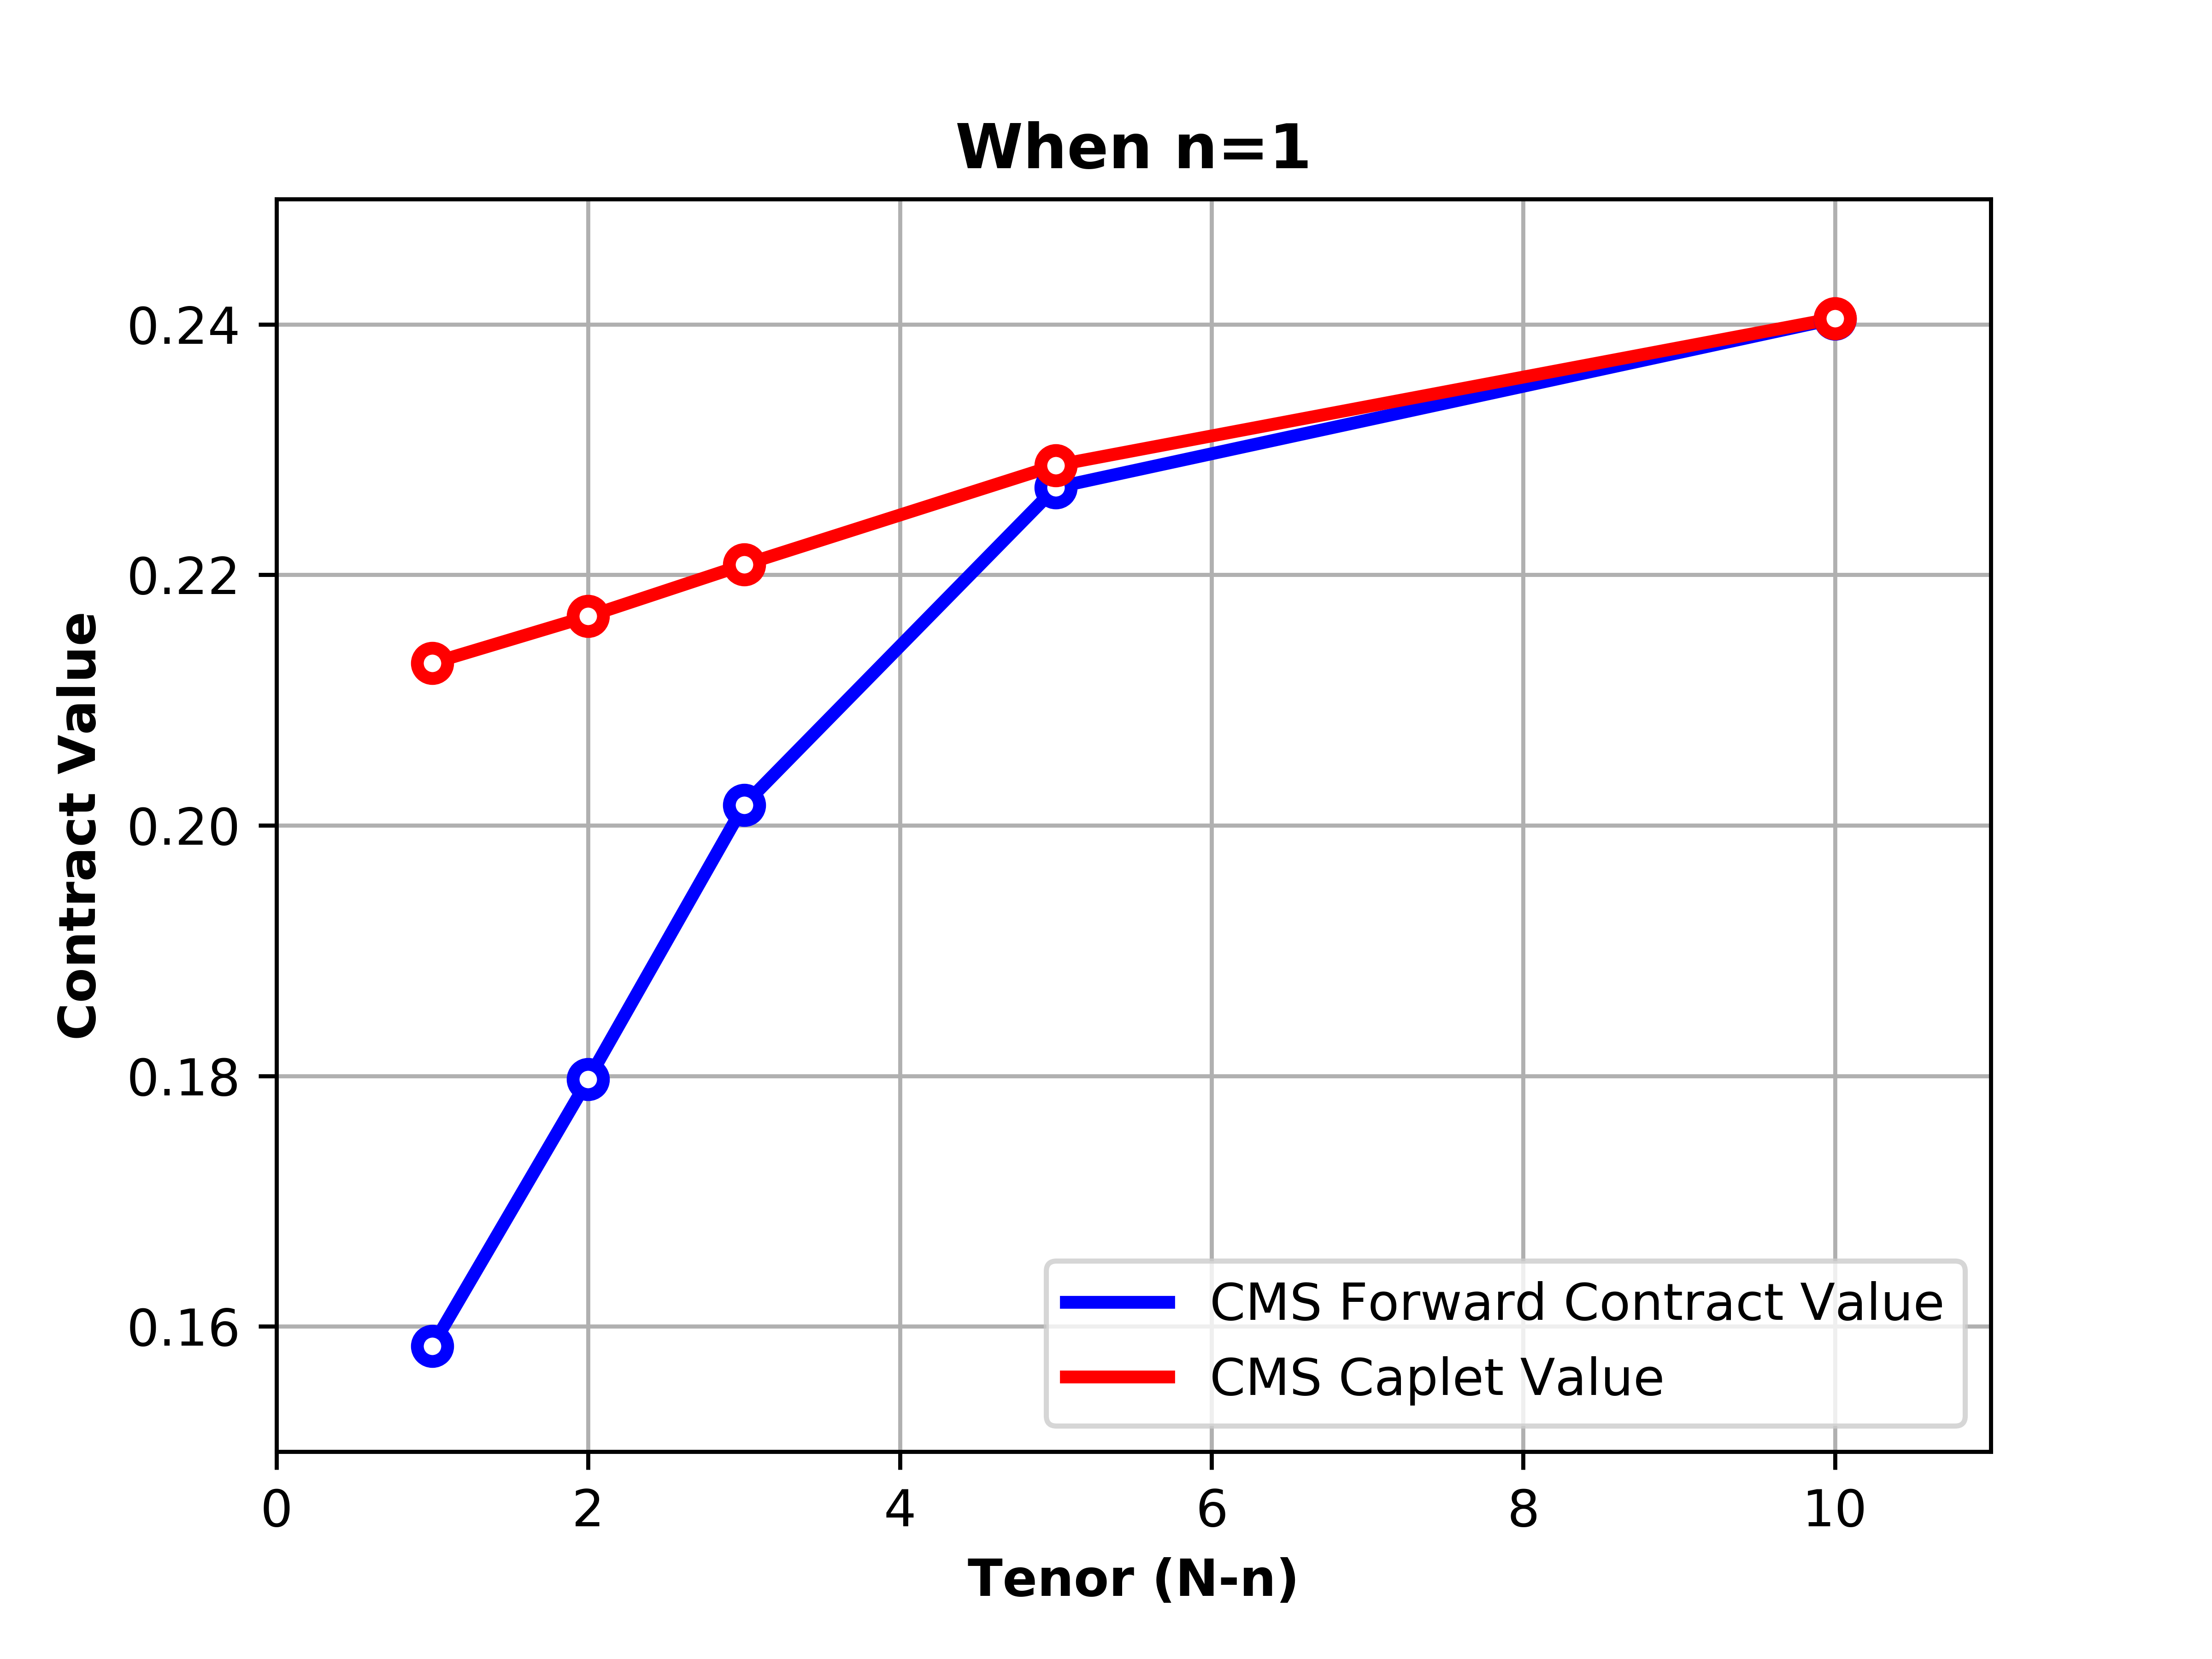 When n=1
Contract Value
0.24
0.22
0.20
0.18
0.16
CMS Forward Contract Value
CMS Caplet Value
0 2 4 6 8 10
Tenor (N-n)